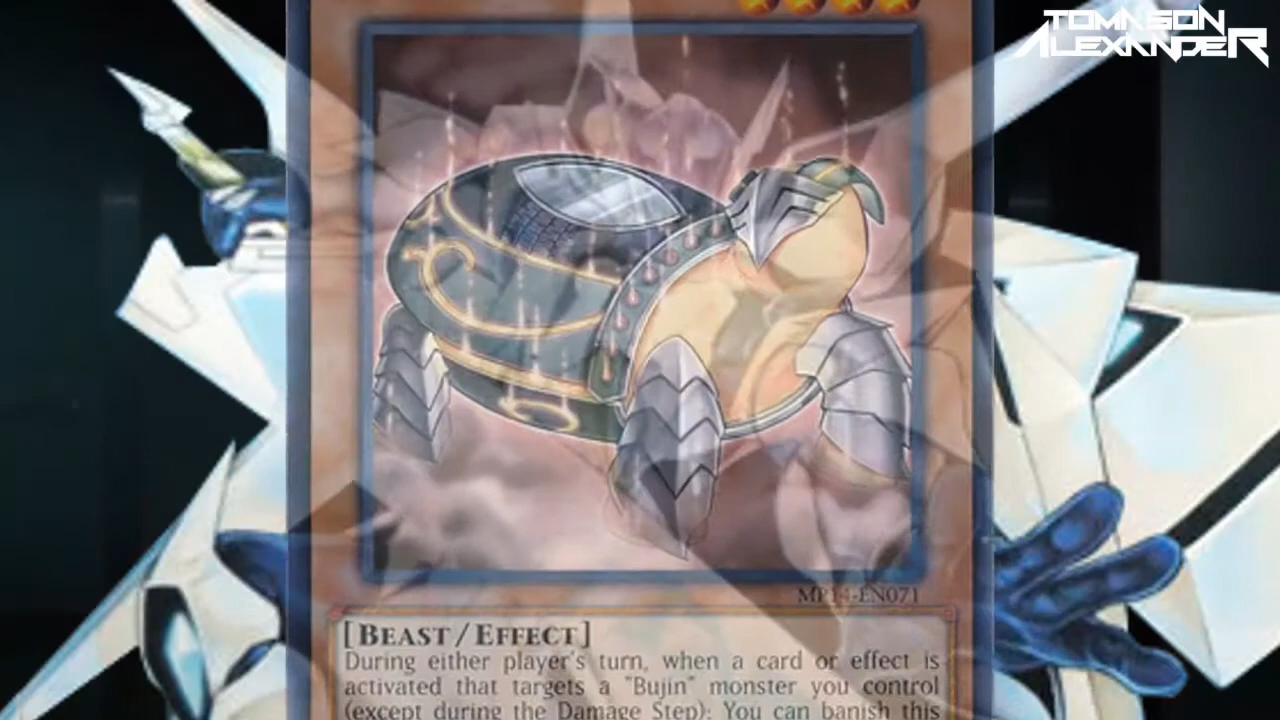 TOMASON
ALEXANDER
MP14-EN071
[BEAST/EFFECT]
During either player's turn, when a card or effect is
activated that targets a "Bujin" monster you control
(except during the Damage Step): You can banish this